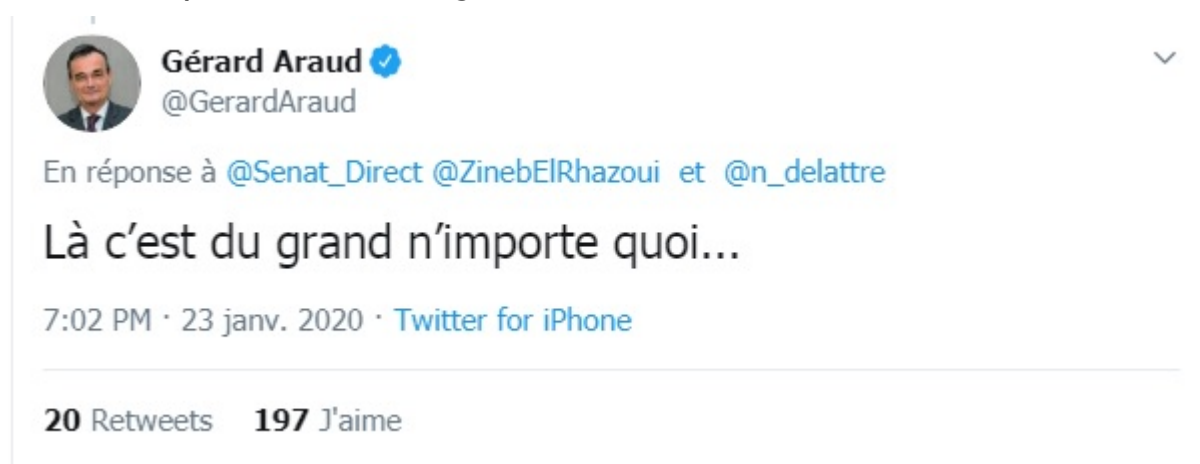 Gérard Araud
@GerardAraud
En réponse à @Senat_Direct @ZinebElRhazoui et @n_delattre
Là c’est du grand n’importe quoi...
7:02 PM · 23 janv. 2020 · Twitter for iPhone
20 Retweets 197 J'aime